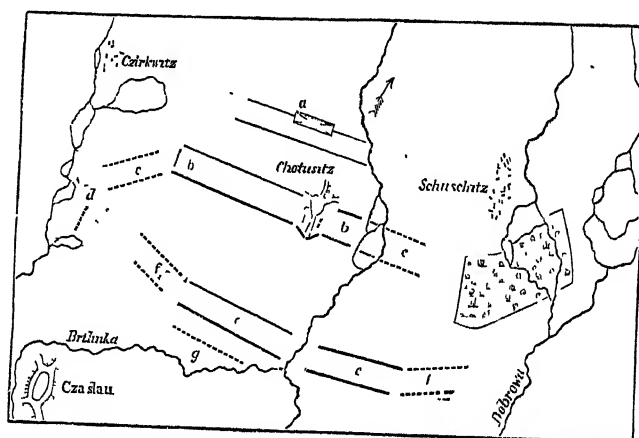 Czirkwitz
a
Chotusitz
Schuschitz
c
b
d
b
e
f
e
g
e
f
Brtlinka
Czaslau.
Dobrowa